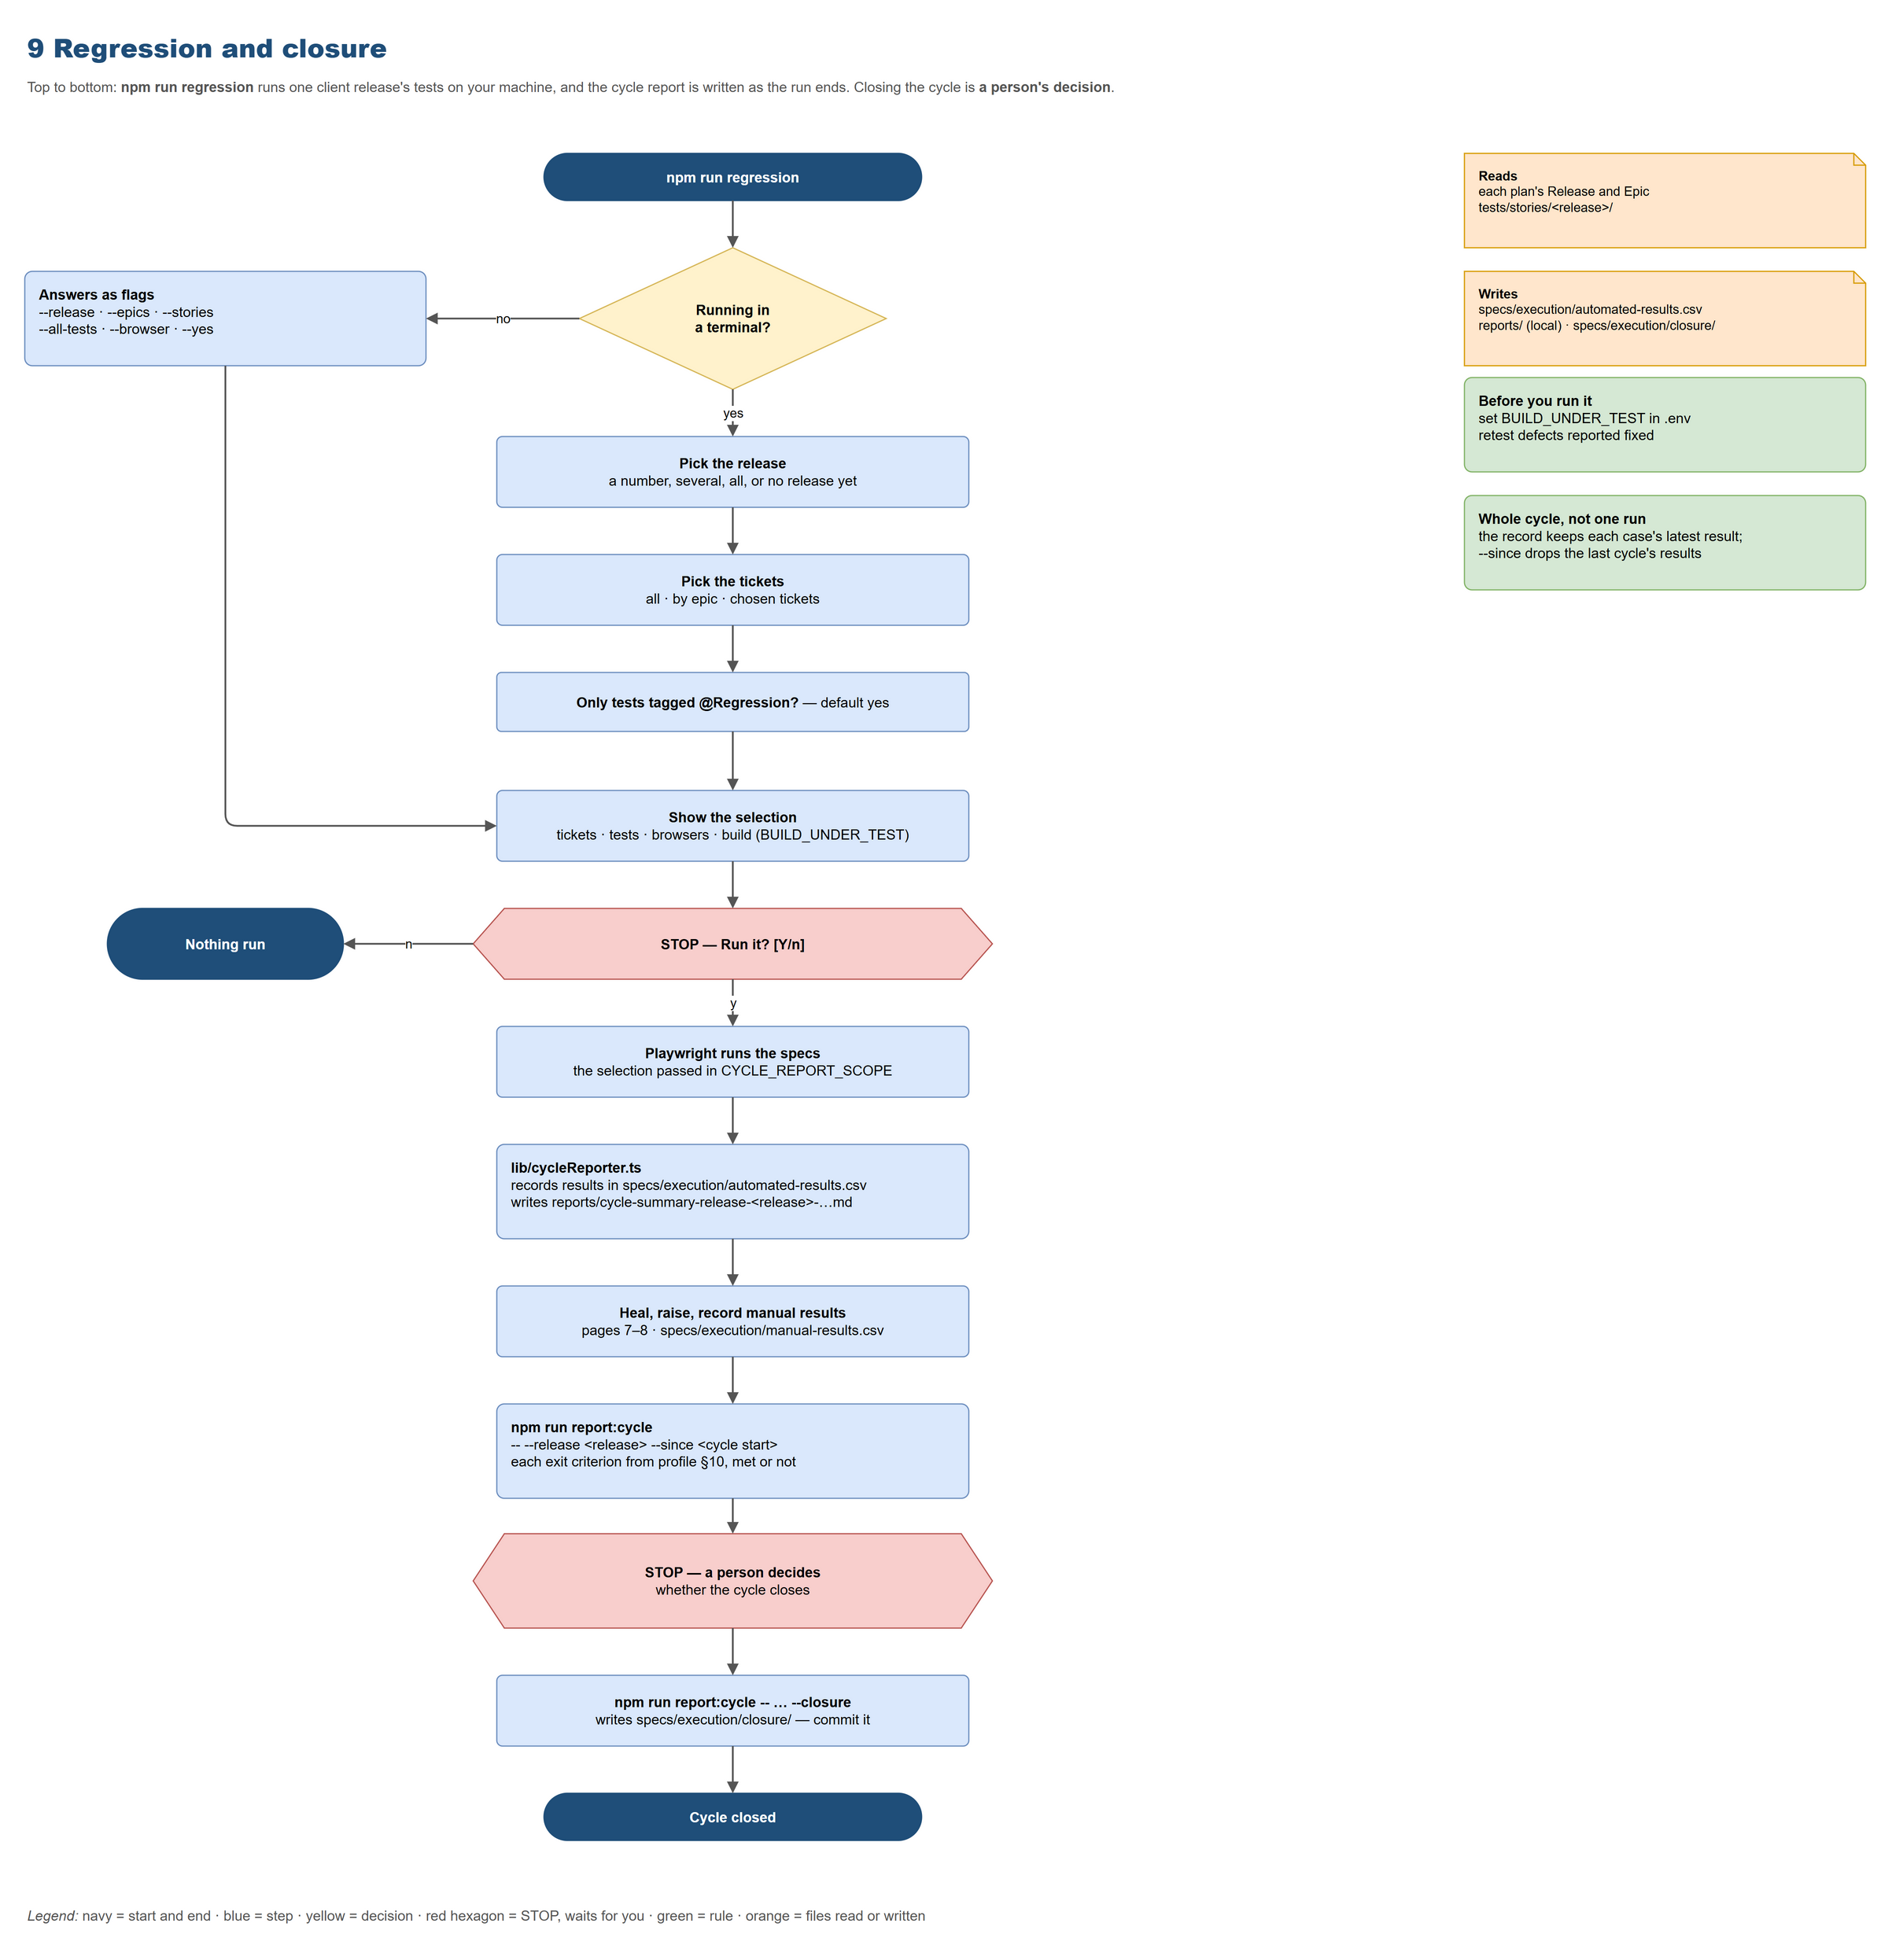 9 Regression and closure
Top to bottom: npm run regression runs one client release's tests on your machine, and the cycle report is written as the run ends. Closing the cycle is a person's decision.
npm run regression
Reads
each plan's Release and Epic
tests/stories/<release>/
Running in
a terminal?
no
Answers as flags
--release · --epics · --stories
--all-tests · --browser · --yes
Writes
specs/execution/automated-results.csv
reports/ (local) · specs/execution/closure/
yes
Before you run it
set BUILD_UNDER_TEST in .env
retest defects reported fixed
Pick the release
a number, several, all, or no release yet
Whole cycle, not one run
the record keeps each case's latest result;
--since drops the last cycle's results
Pick the tickets
all · by epic · chosen tickets
Only tests tagged @Regression? — default yes
Show the selection
tickets · tests · browsers · build (BUILD_UNDER_TEST)
STOP — Run it? [Y/n]
n
Nothing run
y
Playwright runs the specs
the selection passed in CYCLE_REPORT_SCOPE
lib/cycleReporter.ts
records results in specs/execution/automated-results.csv
writes reports/cycle-summary-release-<release>-…md
Heal, raise, record manual results
pages 7–8 · specs/execution/manual-results.csv
npm run report:cycle
-- --release <release> --since <cycle start>
each exit criterion from profile §10, met or not
STOP — a person decides
whether the cycle closes
npm run report:cycle -- … --closure
writes specs/execution/closure/ — commit it
Cycle closed
Legend: navy = start and end · blue = step · yellow = decision · red hexagon = STOP, waits for you · green = rule · orange = files read or written